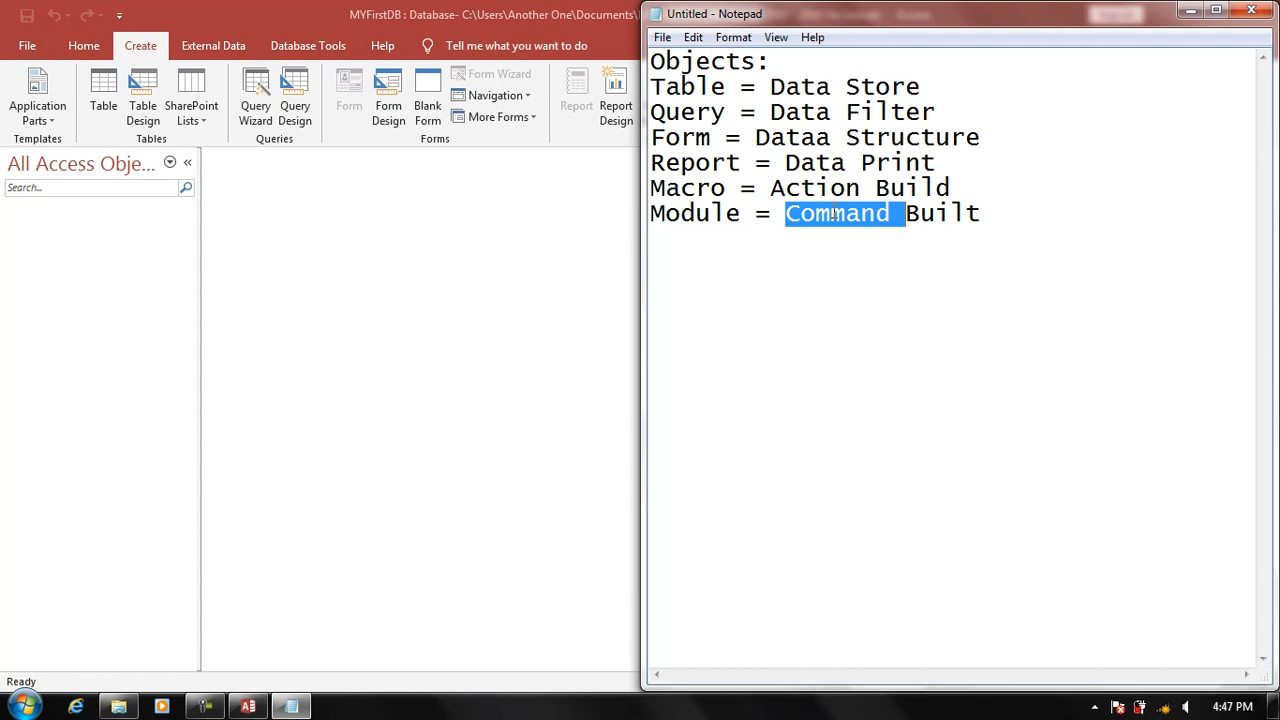 MYFirstDB : Database- C:\Users\Another One\Documents\
File Home Create External Data Database Tools Help Tell me what you want to do
Application Parts
Templates
Table
Table Design
SharePoint Lists
Tables
Query Wizard
Query Design
Queries
Form
Form Design
Blank Form
Form Wizard
Navigation
More Forms
Forms
Report
Report Design
All Access Obje...
Search...
Ready
Untitled - Notepad
File Edit Format View Help
Objects:
Table = Data Store
Query = Data Filter
Form = Dataa Structure
Report = Data Print
Macro = Action Build
Module = Command Built
4:47 PM